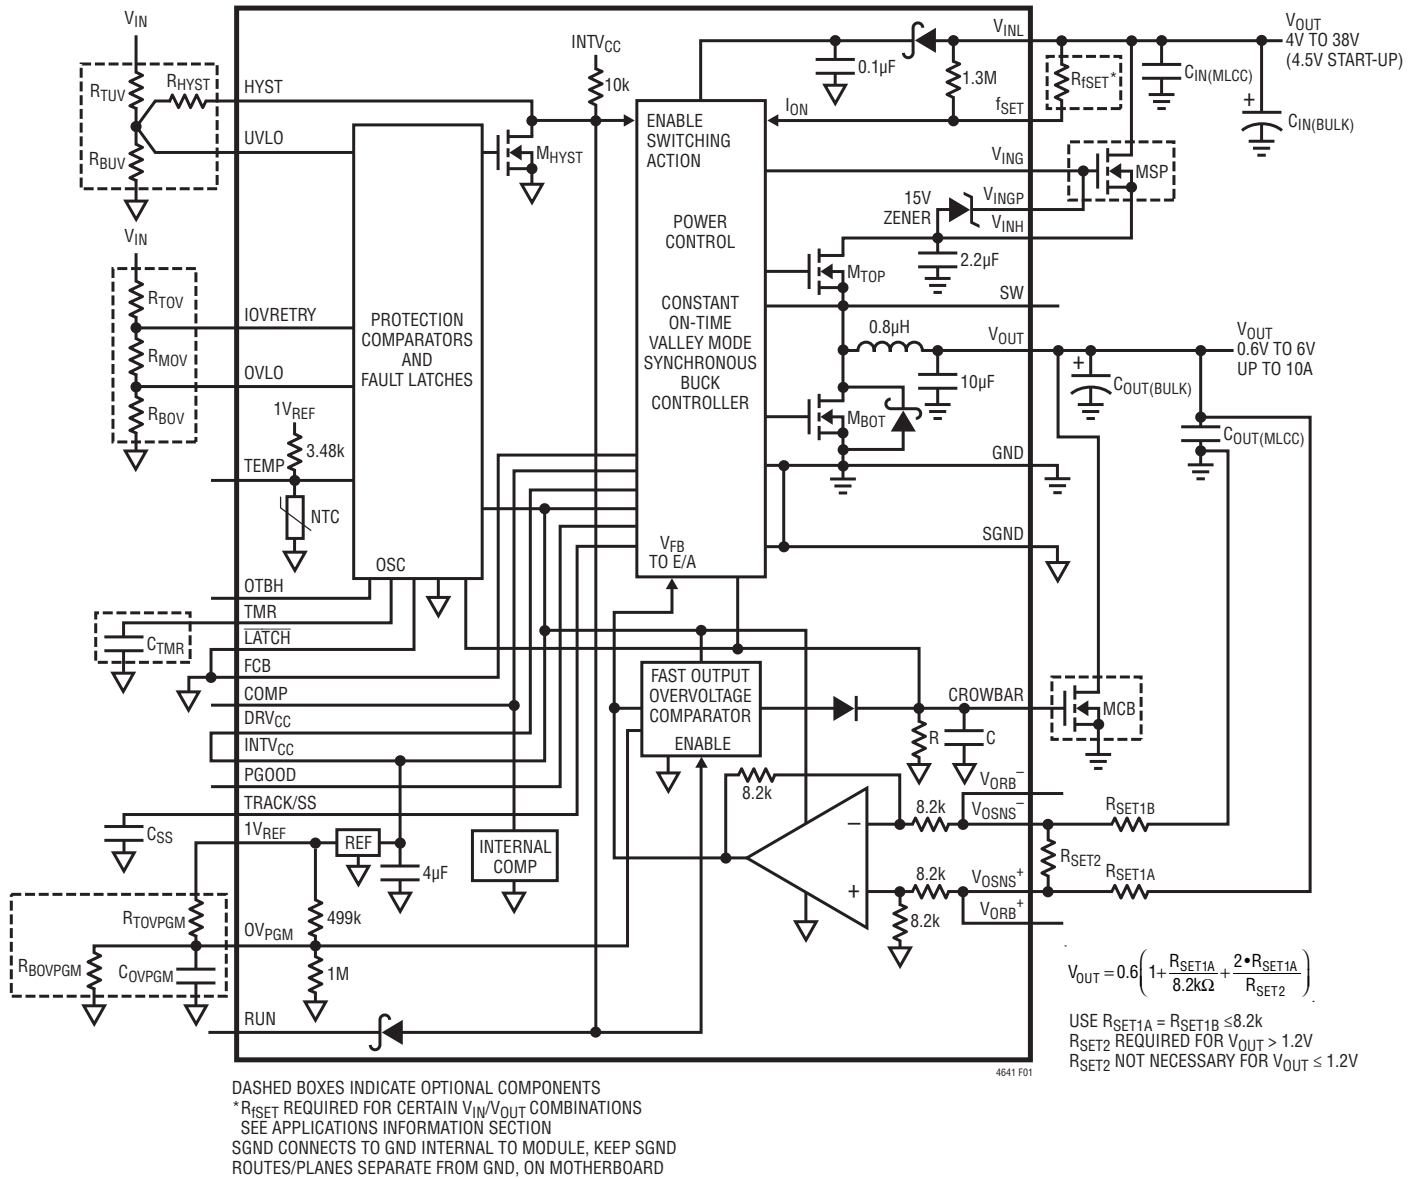 VIN
RTUV
RHYST
RBUV
HYST
UVLO
VIN
RTOV
RMOV
RBOV
IOVRETRY
OVLO
1VREF
3.48k
TEMP
NTC
OTBH
TMR
CTMR
LATCH
FCB
COMP
DRVCC
INTVCC
PGOOD
TRACK/SS
CSS
1VREF
RTOVPGM
RBOVPGM
COVPGM
OVPGM
RUN
PROTECTION
COMPARATORS
AND
FAULT LATCHES
OSC
INTVCC
10k
MHYST
ENABLE
SWITCHING
ACTION
POWER
CONTROL
CONSTANT
ON-TIME
VALLEY MODE
SYNCHRONOUS
BUCK
CONTROLLER
VFB
TO E/A
0.1µF
1.3M
ION
VINL
fSET
VING
15V
ZENER
VINGP
VINH
2.2µF
MTOP
SW
0.8µH
VOUT
10µF
MBOT
GND
SGND
FAST OUTPUT
OVERVOLTAGE
COMPARATOR
ENABLE
CROWBAR
R
C
8.2k
VORB–
VOSNS–
8.2k
–
+
8.2k
VOSNS+
VORB+
8.2k
REF
4µF
499k
1M
INTERNAL
COMP
VOUT
4V TO 38V
(4.5V START-UP)
RfSET*
CIN(MLCC)
+
CIN(BULK)
MSP
VOUT
0.6V TO 6V
UP TO 10A
+
COUT(BULK)
COUT(MLCC)
MCB
RSET1B
RSET2
RSET1A
VOUT = 0.6(1+RSET1A/8.2kΩ+2•RSET1A/RSET2)
USE RSET1A = RSET1B ≤8.2k
RSET2 REQUIRED FOR VOUT > 1.2V
RSET2 NOT NECESSARY FOR VOUT ≤ 1.2V
4641 F01
DASHED BOXES INDICATE OPTIONAL COMPONENTS
*RfSET REQUIRED FOR CERTAIN VIN/VOUT COMBINATIONS
SEE APPLICATIONS INFORMATION SECTION
SGND CONNECTS TO GND INTERNAL TO MODULE, KEEP SGND
ROUTES/PLANES SEPARATE FROM GND, ON MOTHERBOARD